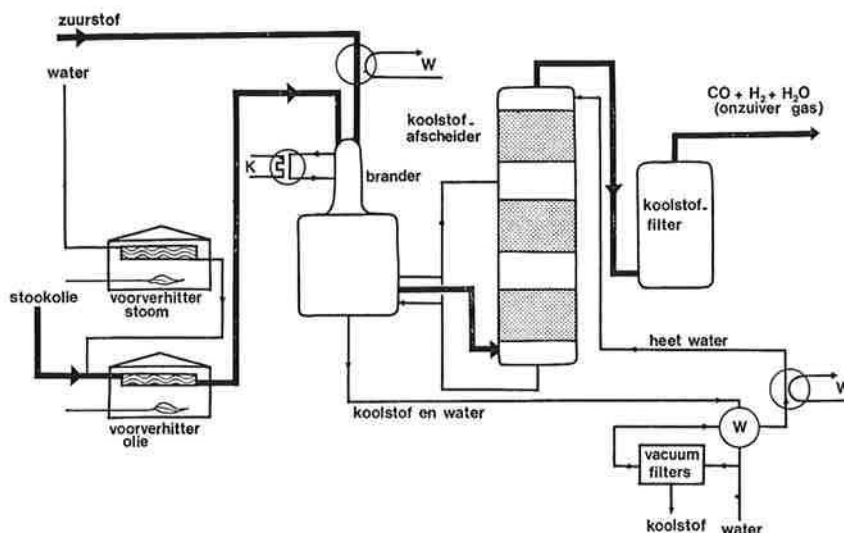 zuurstof
water
W
koolstof-
afscheider
CO + H₂ + H₂O
(onzuiver gas)
K
brander
koolstof-
filter
voorverhitter
stoom
stookolie
heet water
W
voorverhitter
olie
koolstof en water
W
vacuum
filters
koolstof
water